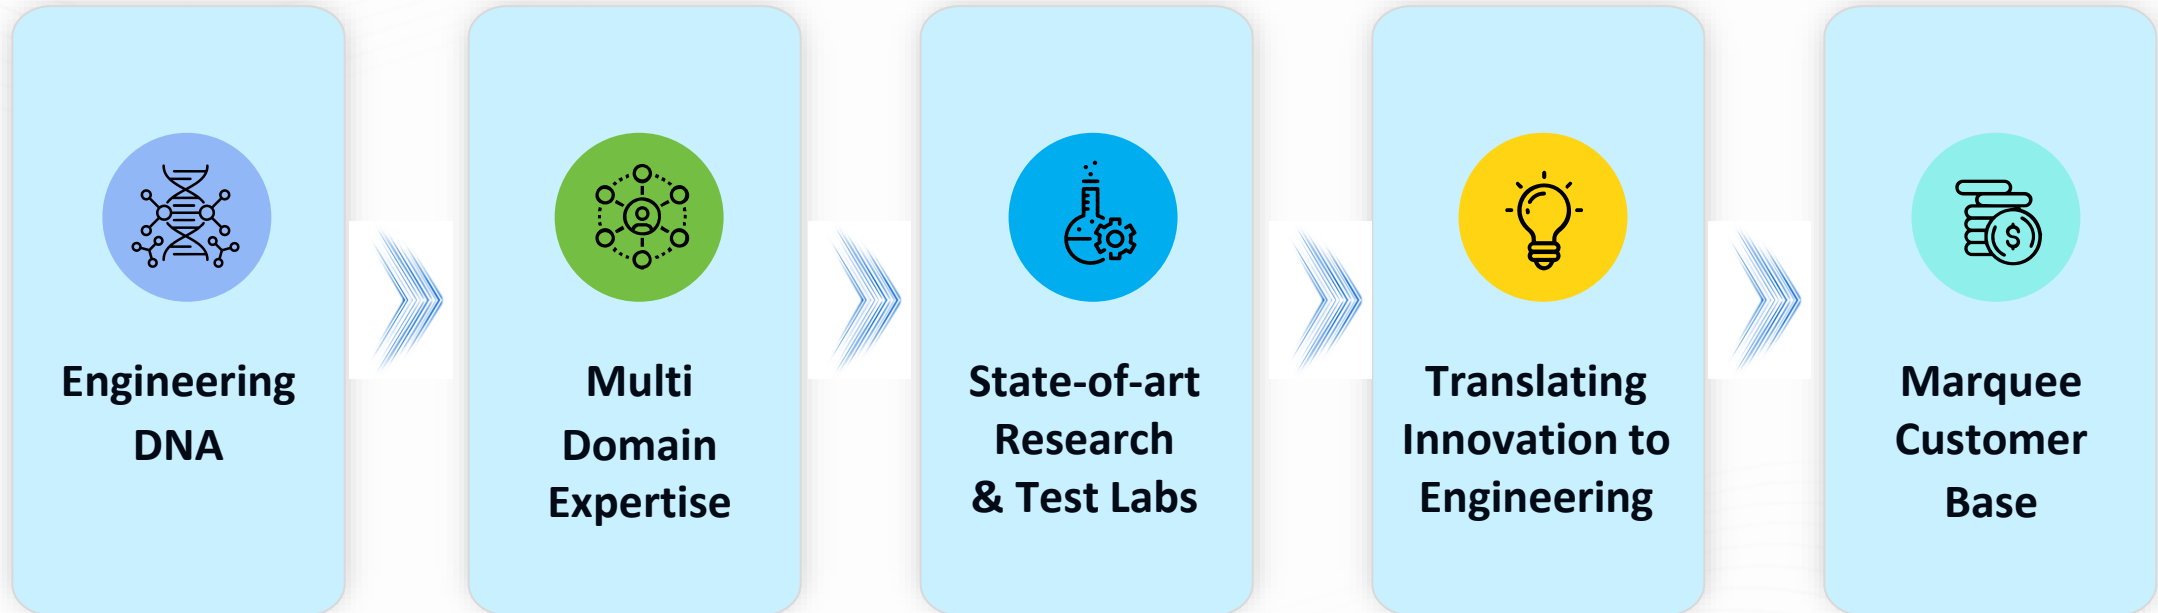 Engineering
DNA
Multi
Domain
Expertise
State-of-art
Research
& Test Labs
Translating
Innovation to
Engineering
Marquee
Customer
Base
$